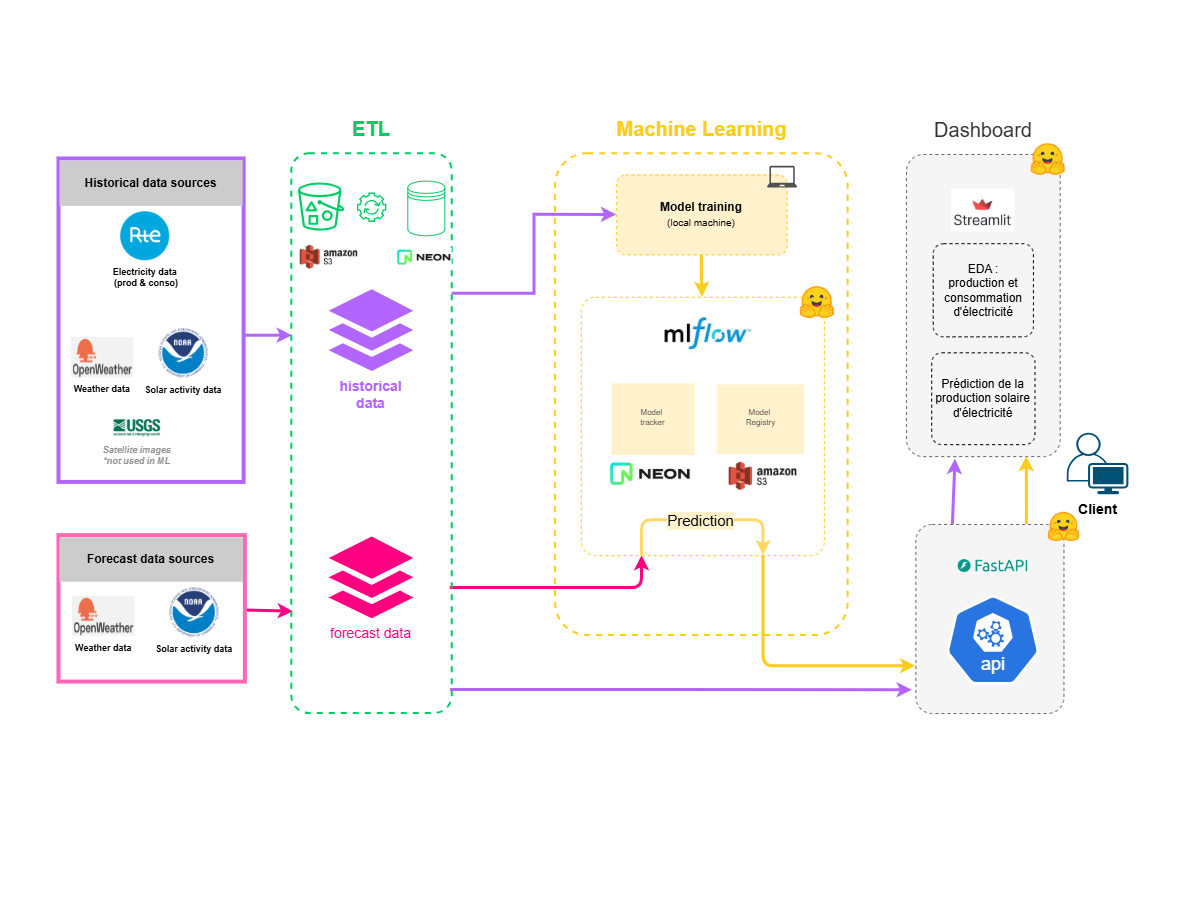 ETL
Machine Learning
Dashboard
Historical data sources
Rte
Electricity data
(prod & conso)
OpenWeather
Weather data
NOAA
Solar activity data
USGS
Satellite images
*not used in ML
Forecast data sources
OpenWeather
Weather data
NOAA
Solar activity data
amazon
S3
NEON
historical
data
forecast data
Model training
(local machine)
mlflow
Model
tracker
Model
Registry
NEON
amazon
S3
Prediction
Streamlit
EDA :
production et
consommation
d'électricité
Prédiction de la
production solaire
d'électricité
Client
FastAPI
api